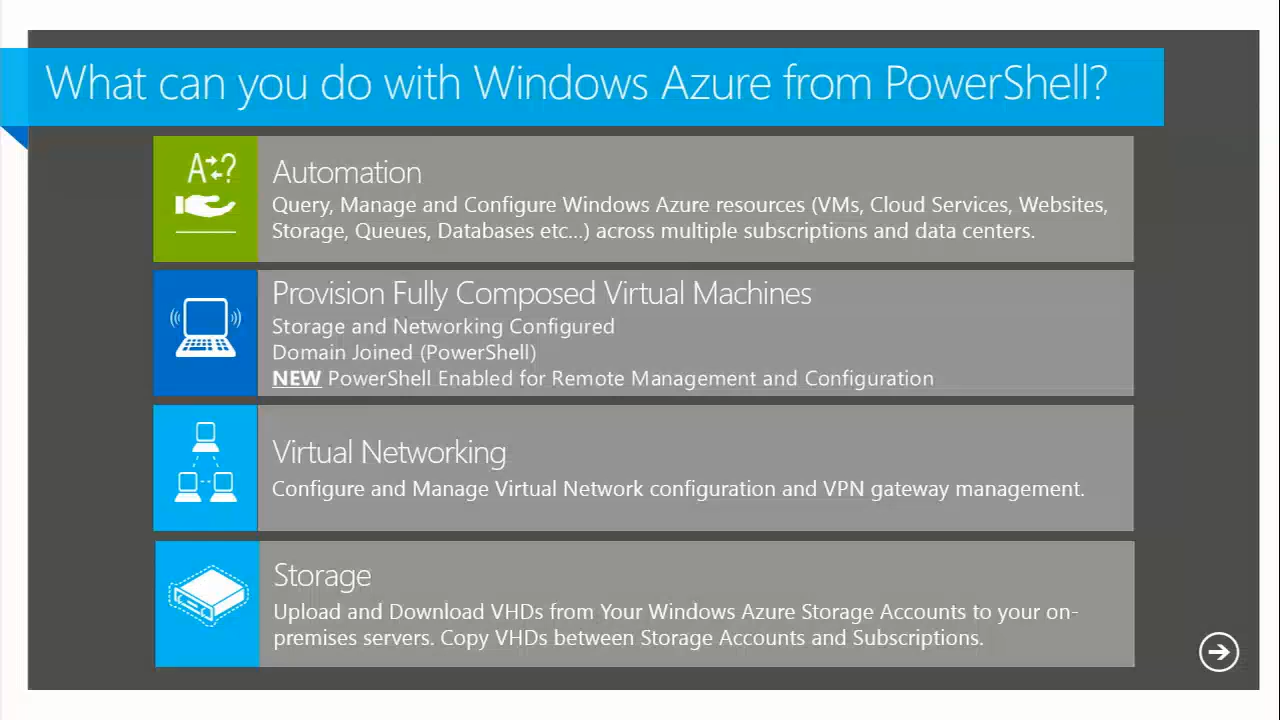 What can you do with Windows Azure from PowerShell?
A ?
Automation
Query, Manage and Configure Windows Azure resources (VMs, Cloud Services, Websites,
Storage, Queues, Databases etc...) across multiple subscriptions and data centers.
Provision Fully Composed Virtual Machines
Storage and Networking Configured
Domain Joined (PowerShell)
NEW PowerShell Enabled for Remote Management and Configuration
Virtual Networking
Configure and Manage Virtual Network configuration and VPN gateway management.
Storage
Upload and Download VHDs from Your Windows Azure Storage Accounts to your on-
premises servers. Copy VHDs between Storage Accounts and Subscriptions.